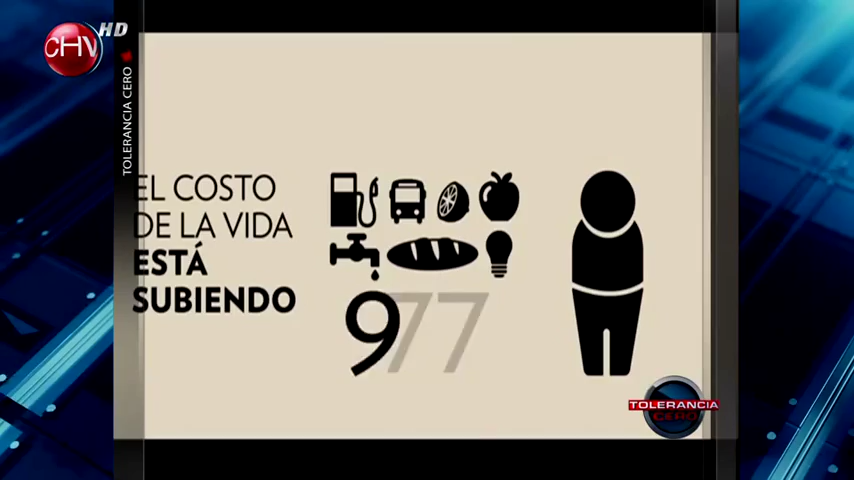 CHV HD
TOLERANCIA CERO
EL COSTO
DE LA VIDA
ESTÁ
SUBIENDO
977
TOLERANCIA
CERO